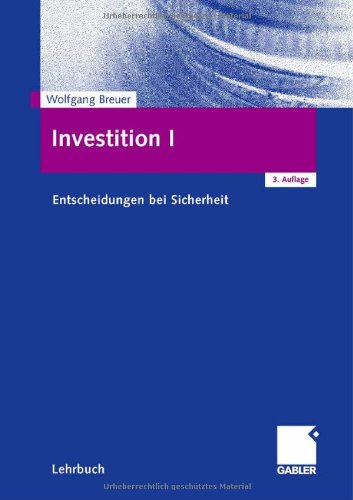 Urheberrechtlich geschütztes Material
Wolfgang Breuer
Investition I
3. Auflage
Entscheidungen bei Sicherheit
Lehrbuch
GABLER
Urheberrechtlich geschütztes Material